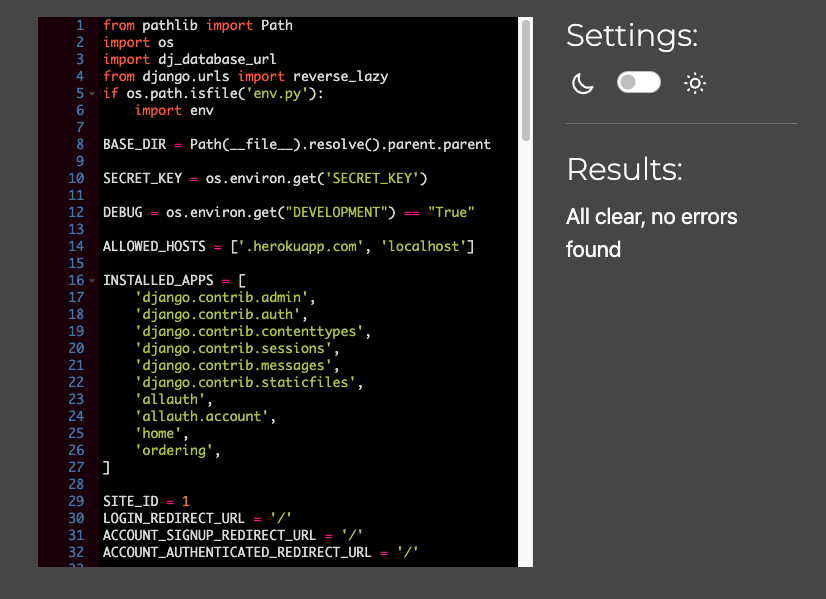 1 from pathlib import Path
2 import os
3 import dj_database_url
4 from django.urls import reverse_lazy
5 if os.path.isfile('env.py'):
6     import env
7
8 BASE_DIR = Path(__file__).resolve().parent.parent
9
10 SECRET_KEY = os.environ.get('SECRET_KEY')
11
12 DEBUG = os.environ.get("DEVELOPMENT") == "True"
13
14 ALLOWED_HOSTS = ['.herokuapp.com', 'localhost']
15
16 INSTALLED_APPS = [
17     'django.contrib.admin',
18     'django.contrib.auth',
19     'django.contrib.contenttypes',
20     'django.contrib.sessions',
21     'django.contrib.messages',
22     'django.contrib.staticfiles',
23     'allauth',
24     'allauth.account',
25     'home',
26     'ordering',
27 ]
28
29 SITE_ID = 1
30 LOGIN_REDIRECT_URL = '/'
31 ACCOUNT_SIGNUP_REDIRECT_URL = '/'
32 ACCOUNT_AUTHENTICATED_REDIRECT_URL = '/'
Settings:
Results:
All clear, no errors
found